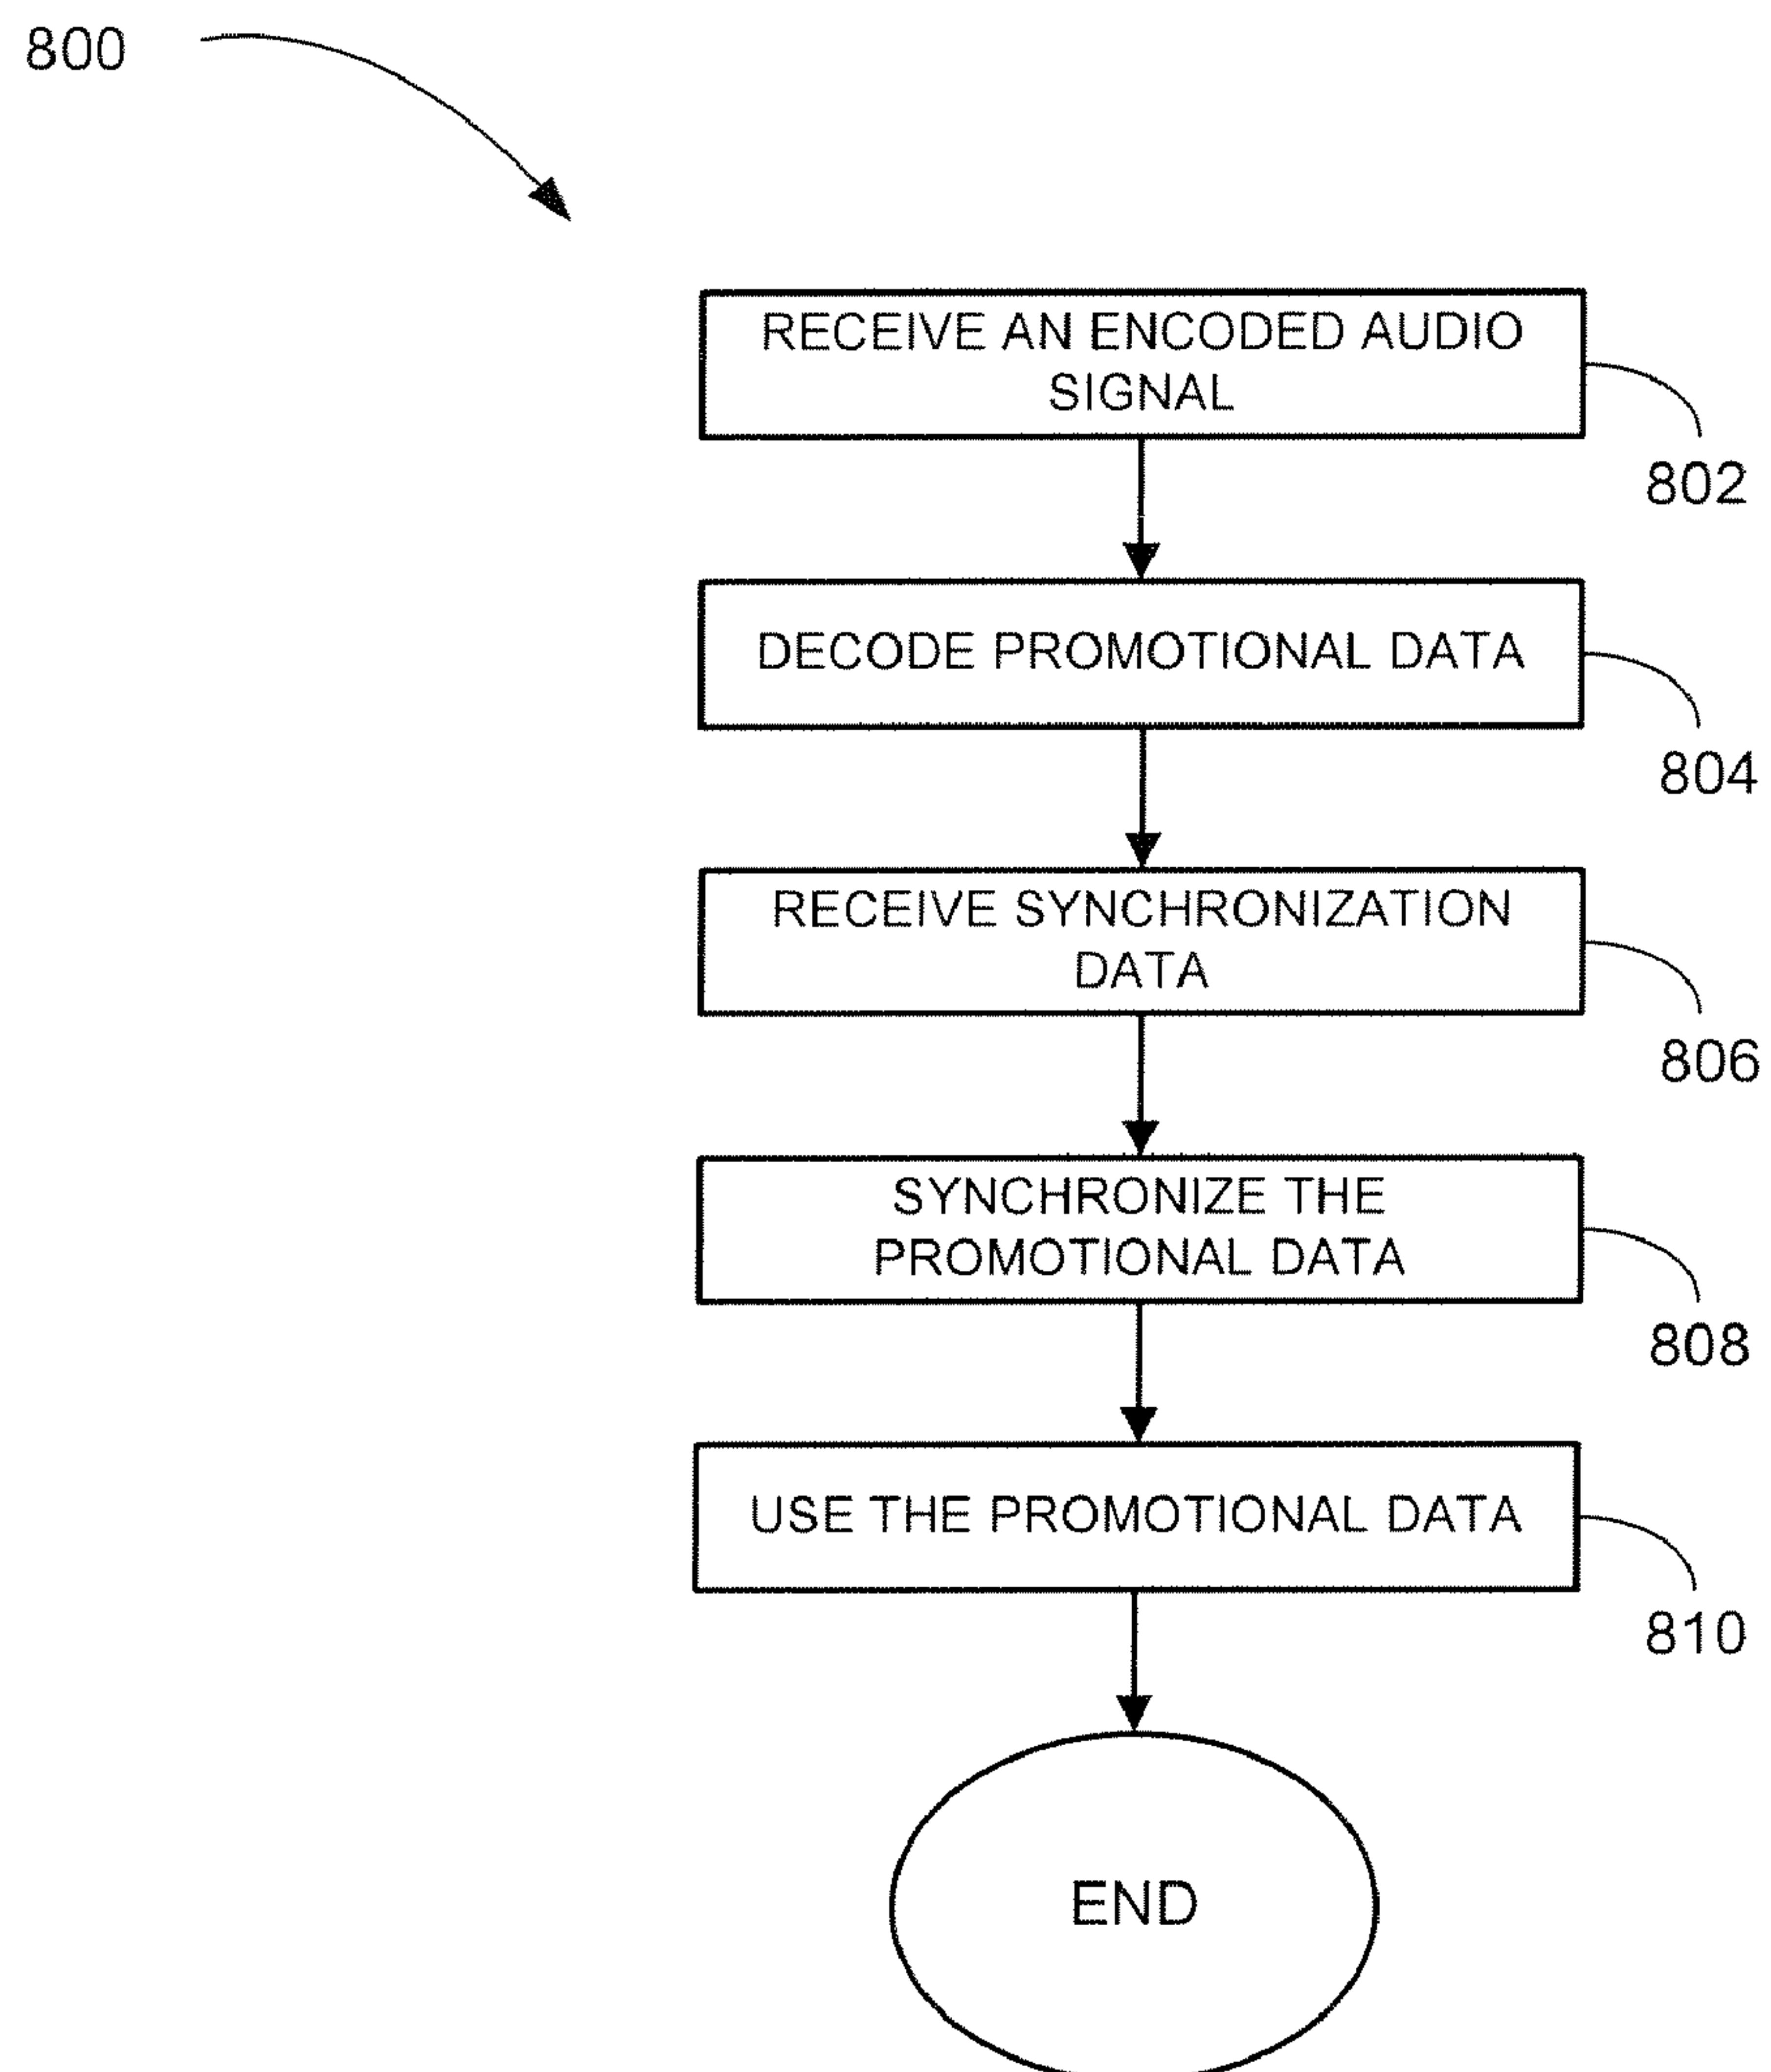 800
RECEIVE AN ENCODED AUDIO
SIGNAL
802
DECODE PROMOTIONAL DATA
804
RECEIVE SYNCHRONIZATION
DATA
806
SYNCHRONIZE THE
PROMOTIONAL DATA
808
USE THE PROMOTIONAL DATA
810
END